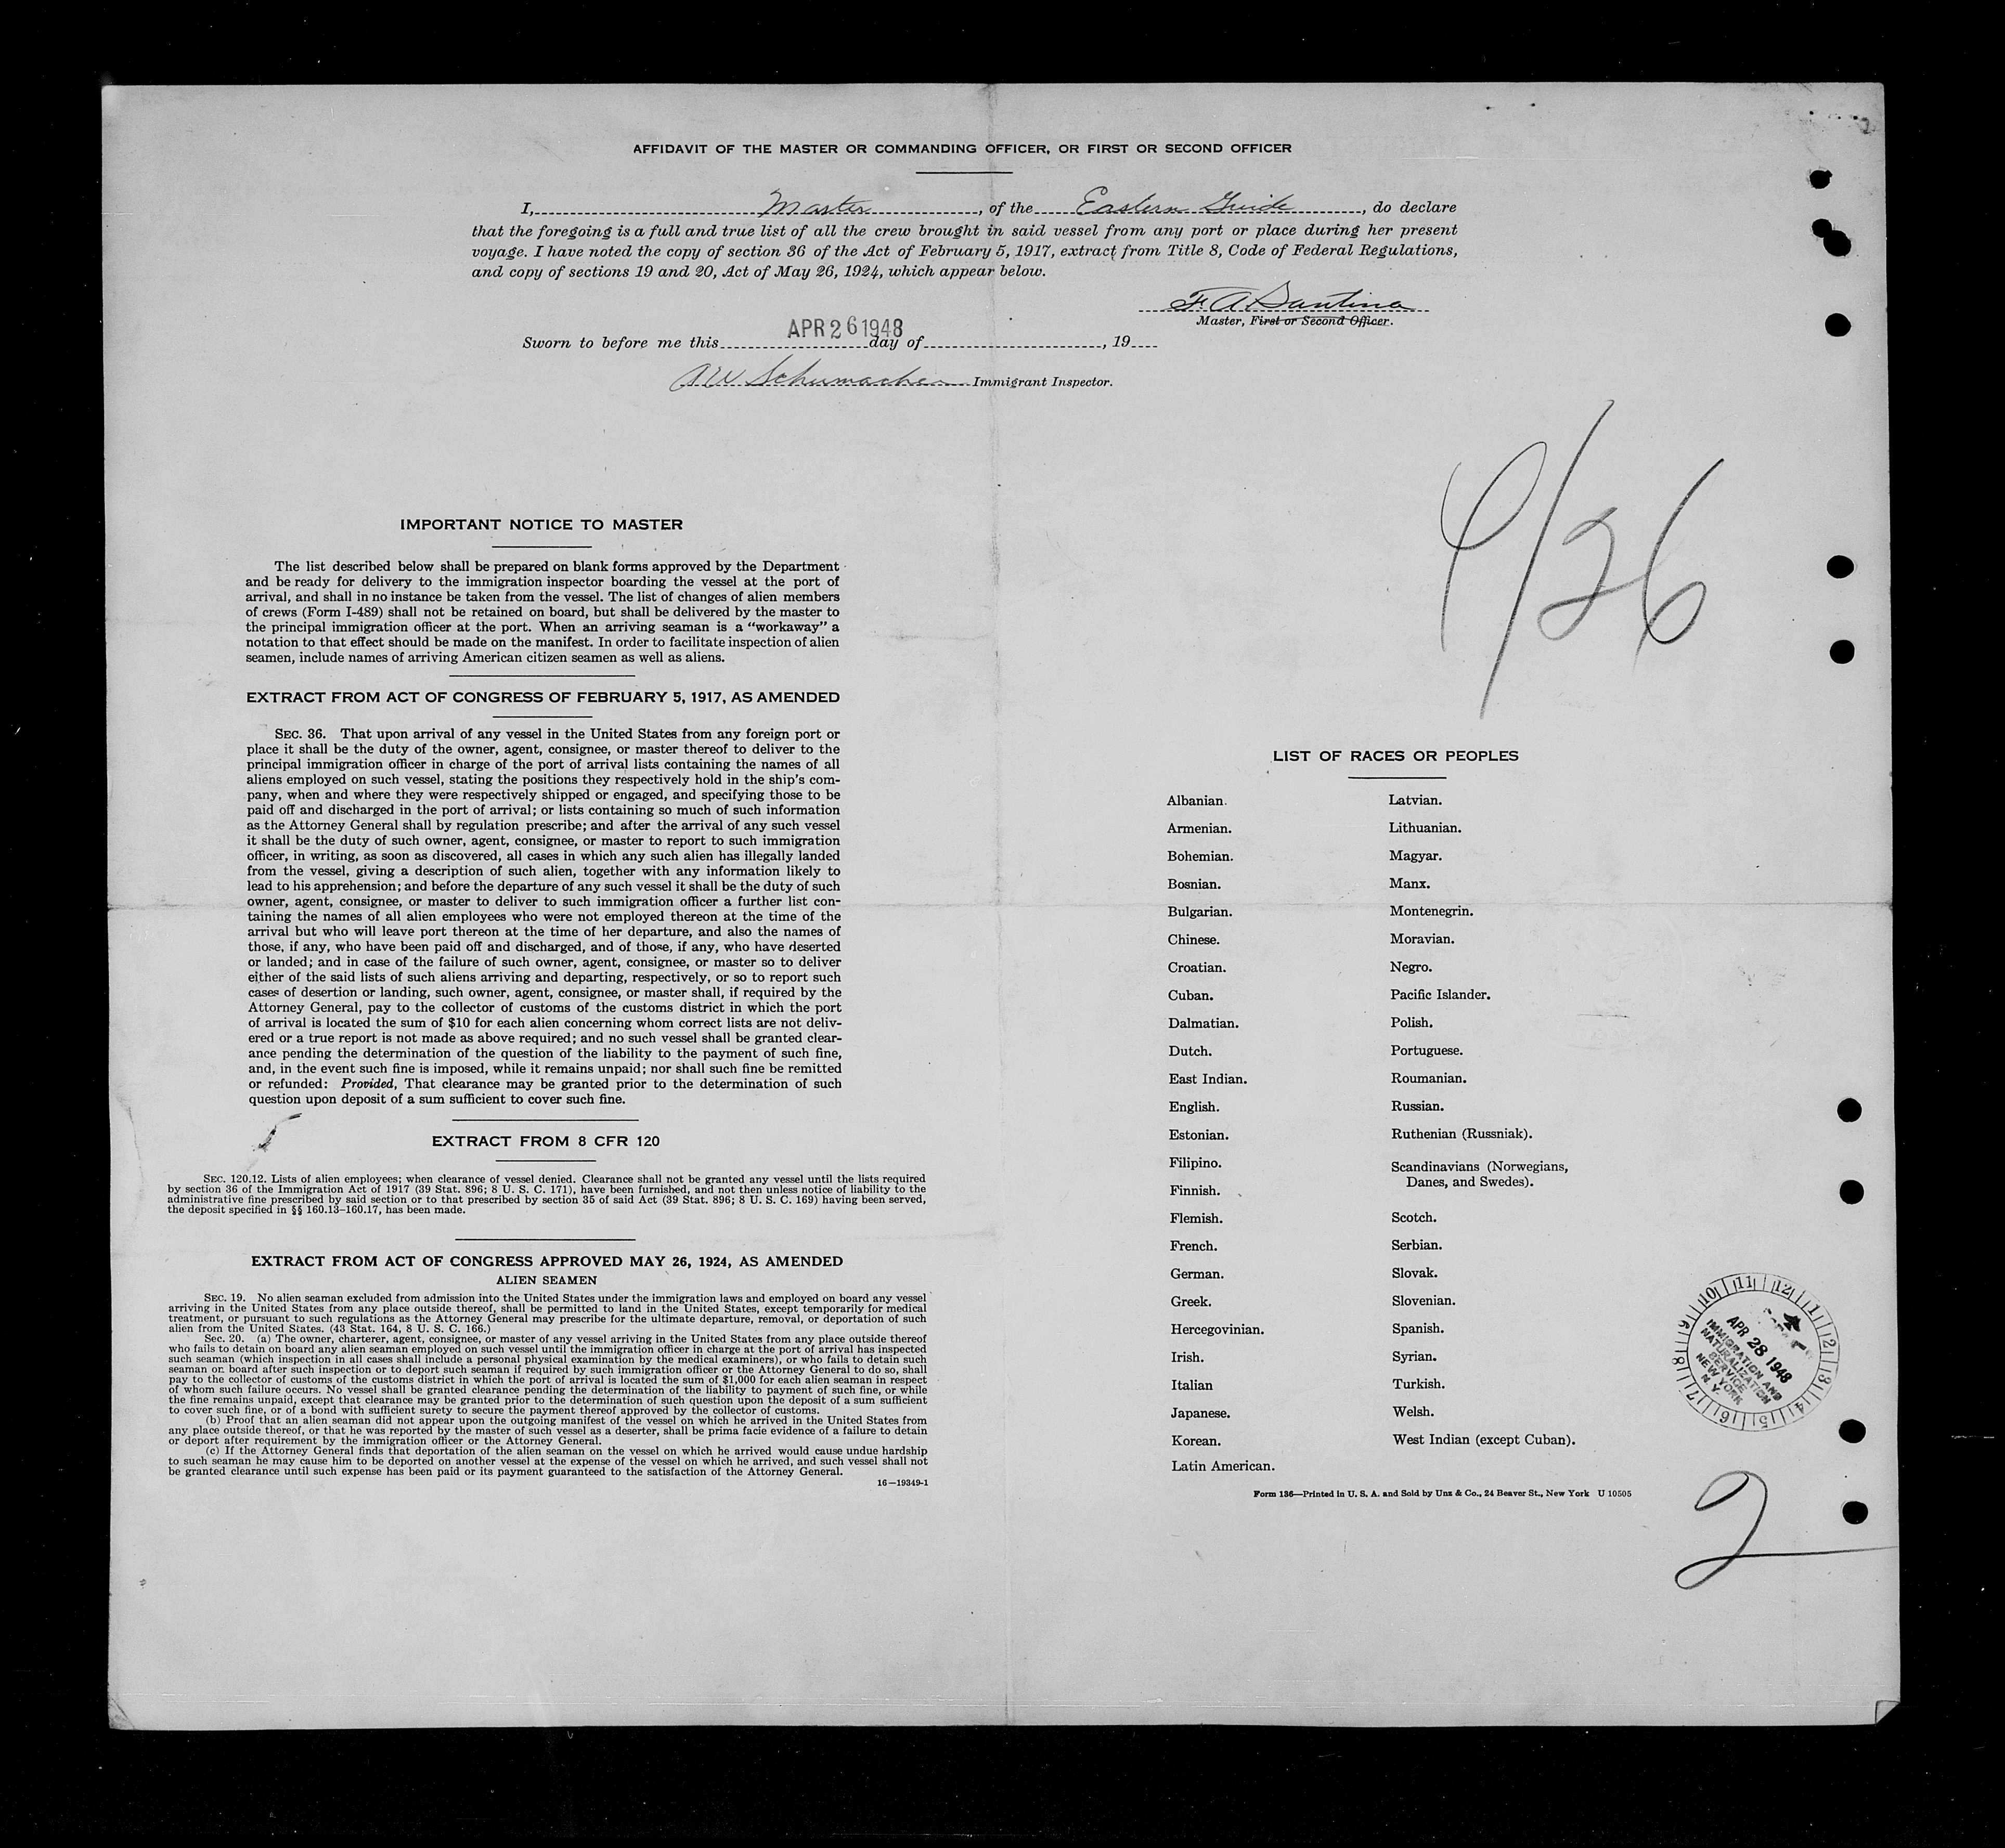 AFFIDAVIT OF THE MASTER OR COMMANDING OFFICER, OR FIRST OR SECOND OFFICER
I, Master, of the Eastern Guide, do declare
that the foregoing is a full and true list of all the crew brought in said vessel from any port or place during her present
voyage. I have noted the copy of section 36 of the Act of February 5, 1917, extract from Title 8, Code of Federal Regulations,
and copy of sections 19 and 20, Act of May 26, 1924, which appear below.
F. A. Santina
Master, First or Second Officer.
APR 26 1948
Sworn to before me this day of , 19
Schumacher Immigrant Inspector.
4/26
IMPORTANT NOTICE TO MASTER
The list described below shall be prepared on blank forms approved by the Department
and be ready for delivery to the immigration inspector boarding the vessel at the port of
arrival, and shall in no instance be taken from the vessel. The list of changes of alien members
of crews (Form I-489) shall not be retained on board, but shall be delivered by the master to
the principal immigration officer at the port. When an arriving seaman is a “workaway” a
notation to that effect should be made on the manifest. In order to facilitate inspection of alien
seamen, include names of arriving American citizen seamen as well as aliens.
EXTRACT FROM ACT OF CONGRESS OF FEBRUARY 5, 1917, AS AMENDED
SEC. 36. That upon arrival of any vessel in the United States from any foreign port or
place it shall be the duty of the owner, agent, consignee, or master thereof to deliver to the
principal immigration officer in charge of the port of arrival lists containing the names of all
aliens employed on such vessel, stating the positions they respectively hold in the ship's com-
pany, when and where they were respectively shipped or engaged, and specifying those to be
paid off and discharged in the port of arrival; or lists containing so much of such information
as the Attorney General shall by regulation prescribe; and after the arrival of any such vessel
it shall be the duty of such owner, agent, consignee, or master to report to such immigration
officer, in writing, as soon as discovered, all cases in which any such alien has illegally landed
from the vessel, giving a description of such alien, together with any information likely to
lead to his apprehension; and before the departure of any such vessel it shall be the duty of such
owner, agent, consignee, or master to deliver to such immigration officer a further list con-
taining the names of all alien employees who were not employed thereon at the time of the
arrival but who will leave port thereon at the time of her departure, and also the names of
those, if any, who have been paid off and discharged, and of those, if any, who have deserted
or landed; and in case of the failure of such owner, agent, consignee, or master so to deliver
either of the said lists of such aliens arriving and departing, respectively, or so to report such
cases of desertion or landing, such owner, agent, consignee, or master shall, if required by the
Attorney General, pay to the collector of customs of the customs district in which the port
of arrival is located the sum of $10 for each alien concerning whom correct lists are not deliv-
ered or a true report is not made as above required; and no such vessel shall be granted clear-
ance pending the determination of the question of the liability to the payment of such fine,
and, in the event such fine is imposed, while it remains unpaid; nor shall such fine be remitted
or refunded: Provided, That clearance may be granted prior to the determination of such
question upon deposit of a sum sufficient to cover such fine.
EXTRACT FROM 8 CFR 120
SEC. 120.12. Lists of alien employees; when clearance of vessel denied. Clearance shall not be granted any vessel until the lists required
by section 36 of the Immigration Act of 1917 (39 Stat. 896; 8 U. S. C. 171), have been furnished, and not then unless notice of liability to the
administrative fine prescribed by said section or to that prescribed by section 35 of said Act (39 Stat. 896; 8 U. S. C. 169) having been served,
the deposit specified in §§ 160.13–160.17, has been made.
EXTRACT FROM ACT OF CONGRESS APPROVED MAY 26, 1924, AS AMENDED
ALIEN SEAMEN
SEC. 19. No alien seaman excluded from admission into the United States under the immigration laws and employed on board any vessel
arriving in the United States from any place outside thereof, shall be permitted to land in the United States, except temporarily for medical
treatment, or pursuant to such regulations as the Attorney General may prescribe for the ultimate departure, removal, or deportation of such
alien from the United States. (43 Stat. 164, 8 U. S. C. 166.)
Sec. 20. (a) The owner, charterer, agent, consignee, or master of any vessel arriving in the United States from any place outside thereof
who fails to detain on board any alien seaman employed on such vessel until the immigration officer in charge at the port of arrival has inspected
such seaman (which inspection in all cases shall include a personal physical examination by the medical examiners), or who fails to detain such
seaman on board after such inspection or to deport such seaman if required by such immigration officer or the Attorney General to do so, shall
pay to the collector of customs of the customs district in which the port of arrival is located the sum of $1,000 for each alien seaman in respect
of whom such failure occurs. No vessel shall be granted clearance pending the determination of the liability to payment of such fine, or while
the fine remains unpaid, except that clearance may be granted prior to the determination of such question upon the deposit of a sum sufficient
to cover such fine, or of a bond with sufficient surety to secure the payment thereof approved by the collector of customs.
(b) Proof that an alien seaman did not appear upon the outgoing manifest of the vessel on which he arrived in the United States from
any place outside thereof, or that he was reported by the master of such vessel as a deserter, shall be prima facie evidence of a failure to detain
or deport after requirement by the immigration officer or the Attorney General.
(c) If the Attorney General finds that deportation of the alien seaman on the vessel on which he arrived would cause undue hardship
to such seaman he may cause him to be deported on another vessel at the expense of the vessel on which he arrived, and such vessel shall not
be granted clearance until such expense has been paid or its payment guaranteed to the satisfaction of the Attorney General.
16—19349-1
LIST OF RACES OR PEOPLES
Albanian.
Armenian.
Bohemian.
Bosnian.
Bulgarian.
Chinese.
Croatian.
Cuban.
Dalmatian.
Dutch.
East Indian.
English.
Estonian.
Filipino.
Finnish.
Flemish.
French.
German.
Greek.
Hercegovinian.
Irish.
Italian
Japanese.
Korean.
Latin American.
Latvian.
Lithuanian.
Magyar.
Manx.
Montenegrin.
Moravian.
Negro.
Pacific Islander.
Polish.
Portuguese.
Roumanian.
Russian.
Ruthenian (Russniak).
Scandinavians (Norwegians,
Danes, and Swedes).
Scotch.
Serbian.
Slovak.
Slovenian.
Spanish.
Syrian.
Turkish.
Welsh.
West Indian (except Cuban).
Form 136—Printed in U. S. A. and Sold by Unz & Co., 24 Beaver St., New York U 10505
12 1 2 3 4 5 6 7 8 9 10 11
APR 28 1948
IMMIGRATION AND
NATURALIZATION
SERVICE
NEW YORK
N. Y.
2